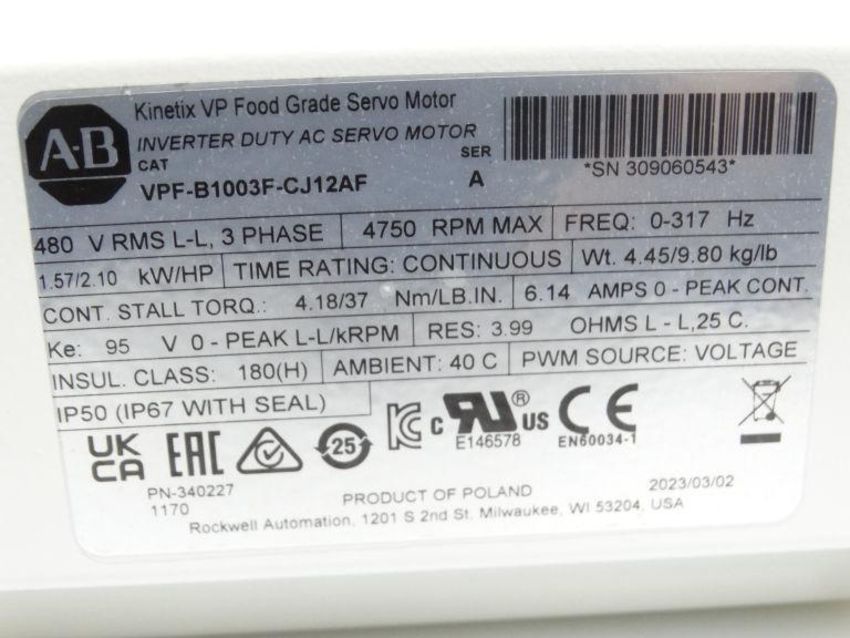 A-B
Kinetix VP Food Grade Servo Motor
INVERTER DUTY AC SERVO MOTOR
CAT
SER
VPF-B1003F-CJ12AF
A
*SN 309060543*
480 V RMS L-L, 3 PHASE 4750 RPM MAX FREQ: 0-317 Hz
1.57/2.10 kW/HP TIME RATING: CONTINUOUS Wt. 4.45/9.80 kg/lb
CONT. STALL TORQ.: 4.18/37 Nm/LB.IN. 6.14 AMPS 0 - PEAK CONT.
Ke: 95 V 0 - PEAK L-L/kRPM RES: 3.99 OHMS L - L,25 C.
INSUL. CLASS: 180(H) AMBIENT: 40 C PWM SOURCE: VOLTAGE
IP50 (IP67 WITH SEAL)
UK CA EAC 25 KC c RU ® US CE
E146578
EN60034-1
PN-340227
1170
PRODUCT OF POLAND
2023/03/02
Rockwell Automation, 1201 S 2nd St. Milwaukee, WI 53204, USA